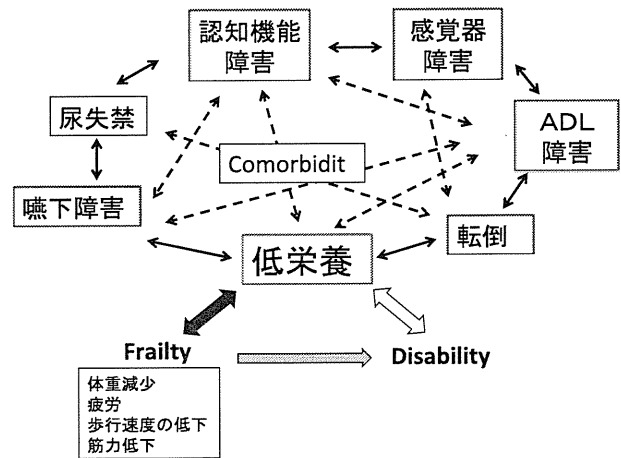 認知機能
障害
感覚器
障害
尿失禁
ADL
障害
Comorbidit
嚥下障害
転倒
低栄養
Frailty
Disability
体重減少
疲労
歩行速度の低下
筋力低下